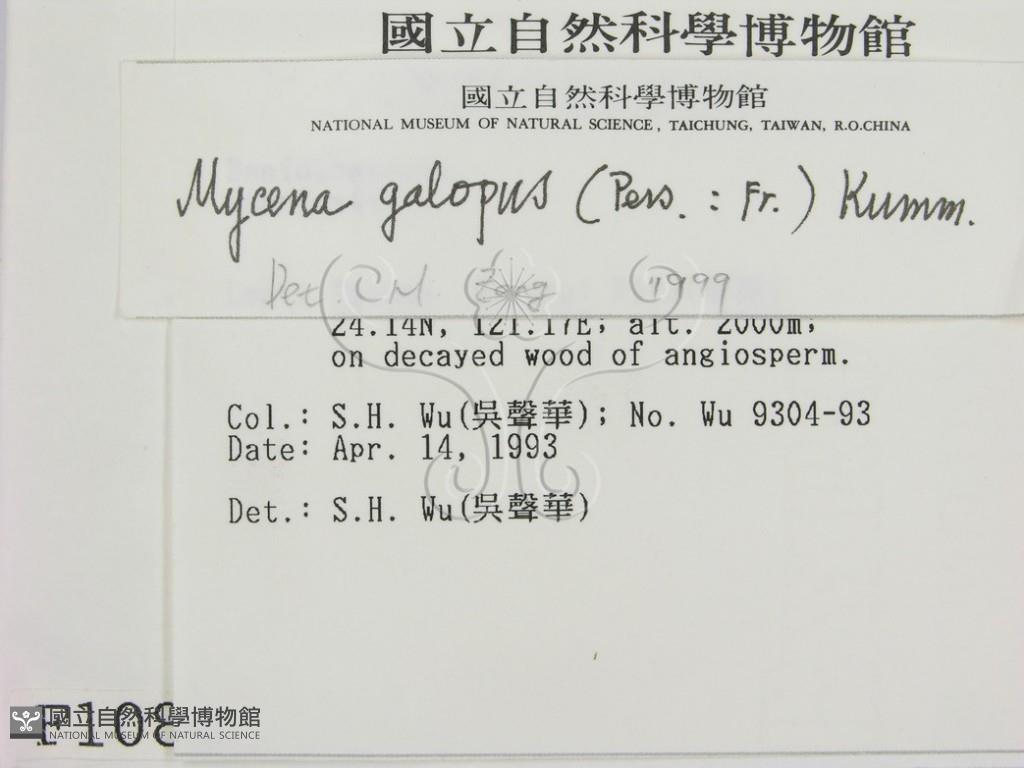 國立自然科學博物館
國立自然科學博物館
NATIONAL MUSEUM OF NATURAL SCIENCE, TAICHUNG, TAIWAN, R.O.CHINA
Mycena galopus (Pers. : Fr.) Kumm.
Det. C M. 1999
24.14N, 121.17E; alt. 2000m;
on decayed wood of angiosperm.
Col.: S.H. Wu(吳聲華); No. Wu 9304-93
Date: Apr. 14, 1993
Det.: S.H. Wu(吳聲華)
F108
國立自然科學博物館
NATIONAL MUSEUM OF NATURAL SCIENCE